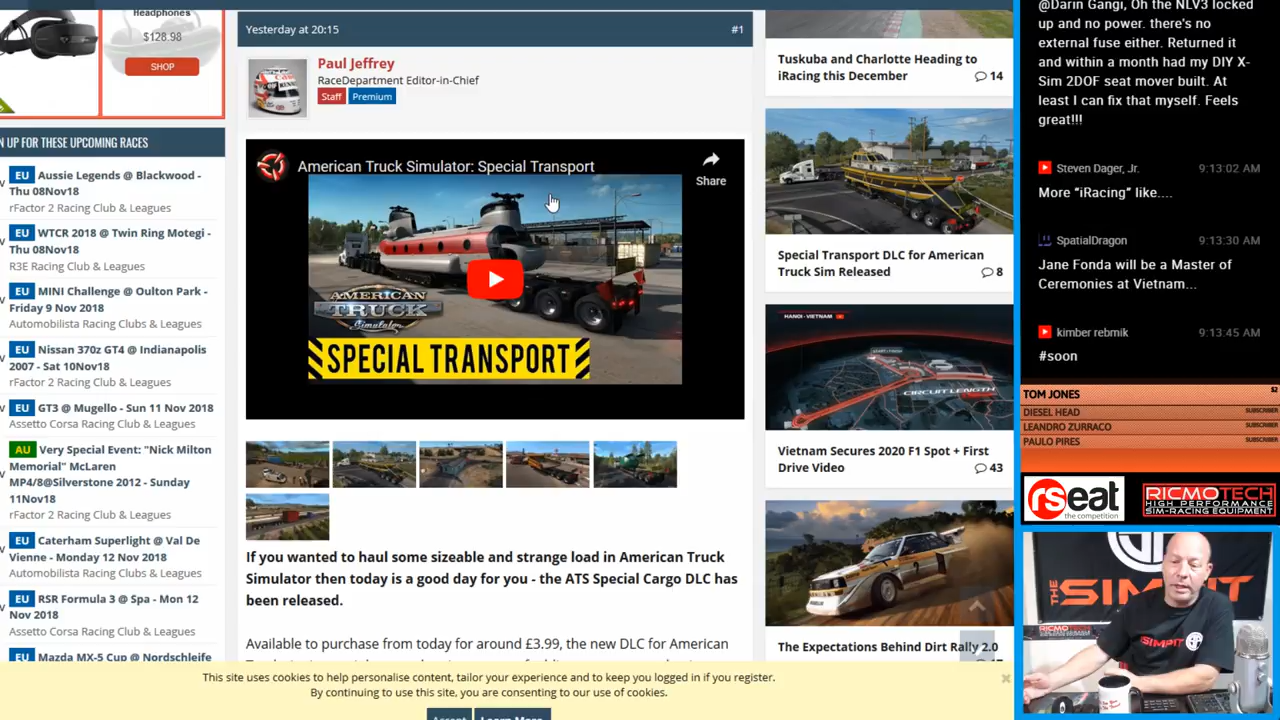 Headphones
$128.98
SHOP
N UP FOR THESE UPCOMING RACES
EU Aussie Legends @ Blackwood -
Thu 08Nov18
rFactor 2 Racing Club & Leagues
EU WTCR 2018 @ Twin Ring Motegi -
Thu 08Nov18
R3E Racing Club & Leagues
EU MINI Challenge @ Oulton Park -
Friday 9 Nov 2018
Automobilista Racing Clubs & Leagues
EU Nissan 370z GT4 @ Indianapolis
2007 - Sat 10Nov18
rFactor 2 Racing Club & Leagues
EU GT3 @ Mugello - Sun 11 Nov 2018
Assetto Corsa Racing Club & Leagues
AU Very Special Event: "Nick Milton
Memorial" McLaren
MP4/8@Silverstone 2012 - Sunday
11Nov18
rFactor 2 Racing Club & Leagues
EU Caterham Superlight @ Val De
Vienne - Monday 12 Nov 2018
Automobilista Racing Clubs & Leagues
EU RSR Formula 3 @ Spa - Mon 12
Nov 2018
Assetto Corsa Racing Club & Leagues
EU Mazda MX-5 Cup @ Nordschleife
Yesterday at 20:15
#1
Paul Jeffrey
RaceDepartment Editor-in-Chief
Staff Premium
American Truck Simulator: Special Transport
Share
AMERICAN
TRUCK
Simulator
SPECIAL TRANSPORT
If you wanted to haul some sizeable and strange load in American Truck
Simulator then today is a good day for you - the ATS Special Cargo DLC has
been released.
Available to purchase from today for around £3.99, the new DLC for American
This site uses cookies to help personalise content, tailor your experience and to keep you logged in if you register.
By continuing to use this site, you are consenting to our use of cookies.
Accept
Learn More
Tuskuba and Charlotte Heading to
iRacing this December
14
Special Transport DLC for American
Truck Sim Released
8
HANOI - VIETNAM
CIRCUIT LENGTH
Vietnam Secures 2020 F1 Spot + First
Drive Video
43
The Expectations Behind Dirt Rally 2.0
@Darin Gangi, Oh the NLV3 locked
up and no power. there's no
external fuse either. Returned it
and within a month had my DIY X-
Sim 2DOF seat mover built. At
least I can fix that myself. Feels
great!!!
Steven Dager, Jr.
9:13:02 AM
More “iRacing” like....
SpatialDragon
9:13:30 AM
Jane Fonda will be a Master of
Ceremonies at Vietnam...
kimber rebmik
9:13:45 AM
#soon
TOM JONES
DIESEL HEAD
SUBSCRIBER
LEANDRO ZURRACO
SUBSCRIBER
PAULO PIRES
SUBSCRIBER
rseat
the competition
RICMOTECH
HIGH PERFORMANCE
SIM-RACING EQUIPMENT
THE
SIMPIT
RICMOTECH
SIMPIT